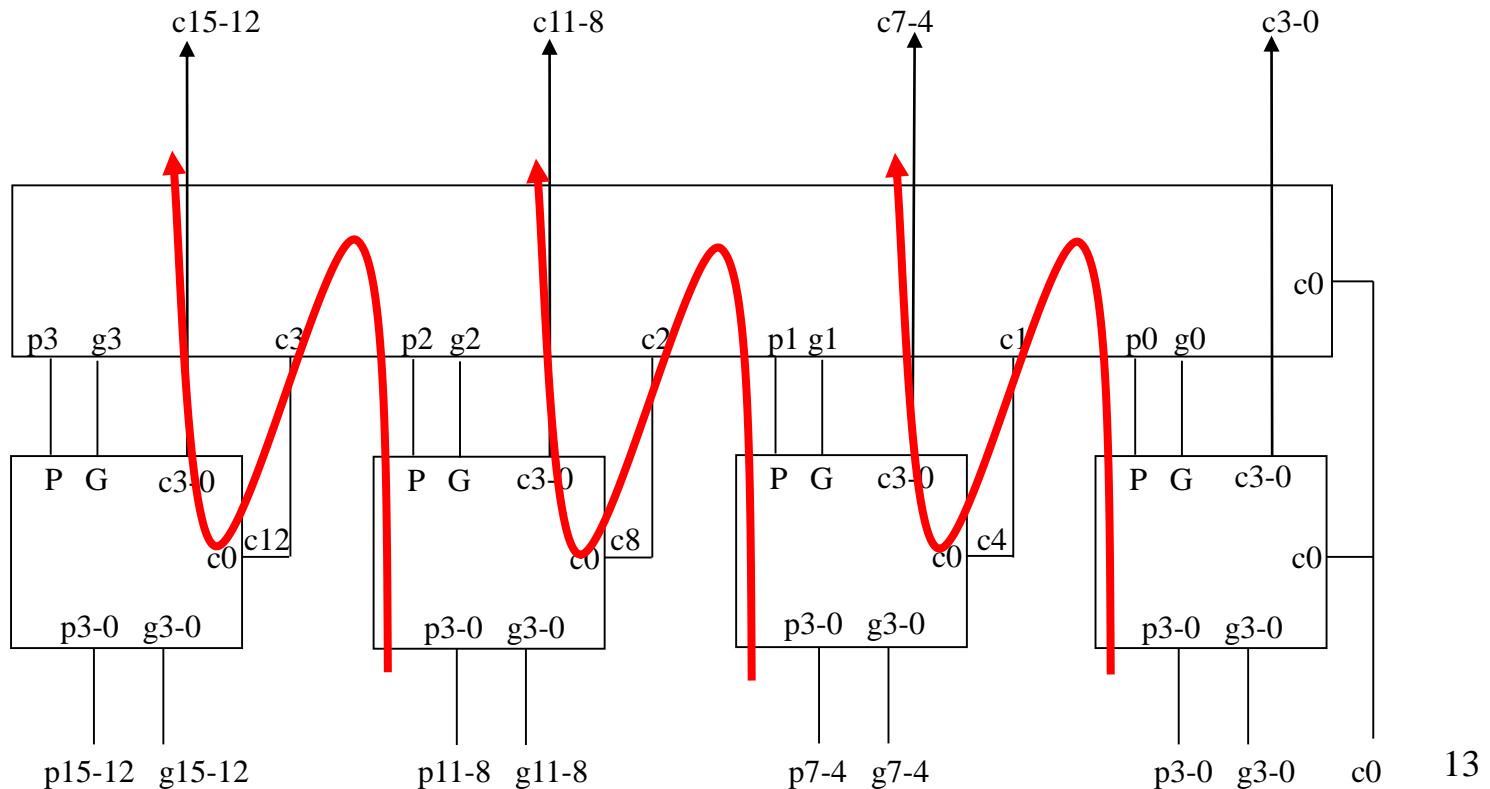 c15-12 c11-8 c7-4 c3-0
c0
p3 g3 c3 p2 g2 c2 p1 g1 c1 p0 g0
P G c3-0 P G c3-0 P G c3-0 P G c3-0
c0 c12 c0 c8 c0 c4 c0
p3-0 g3-0 p3-0 g3-0 p3-0 g3-0 p3-0 g3-0
p15-12 g15-12 p11-8 g11-8 p7-4 g7-4 p3-0 g3-0 c0 13